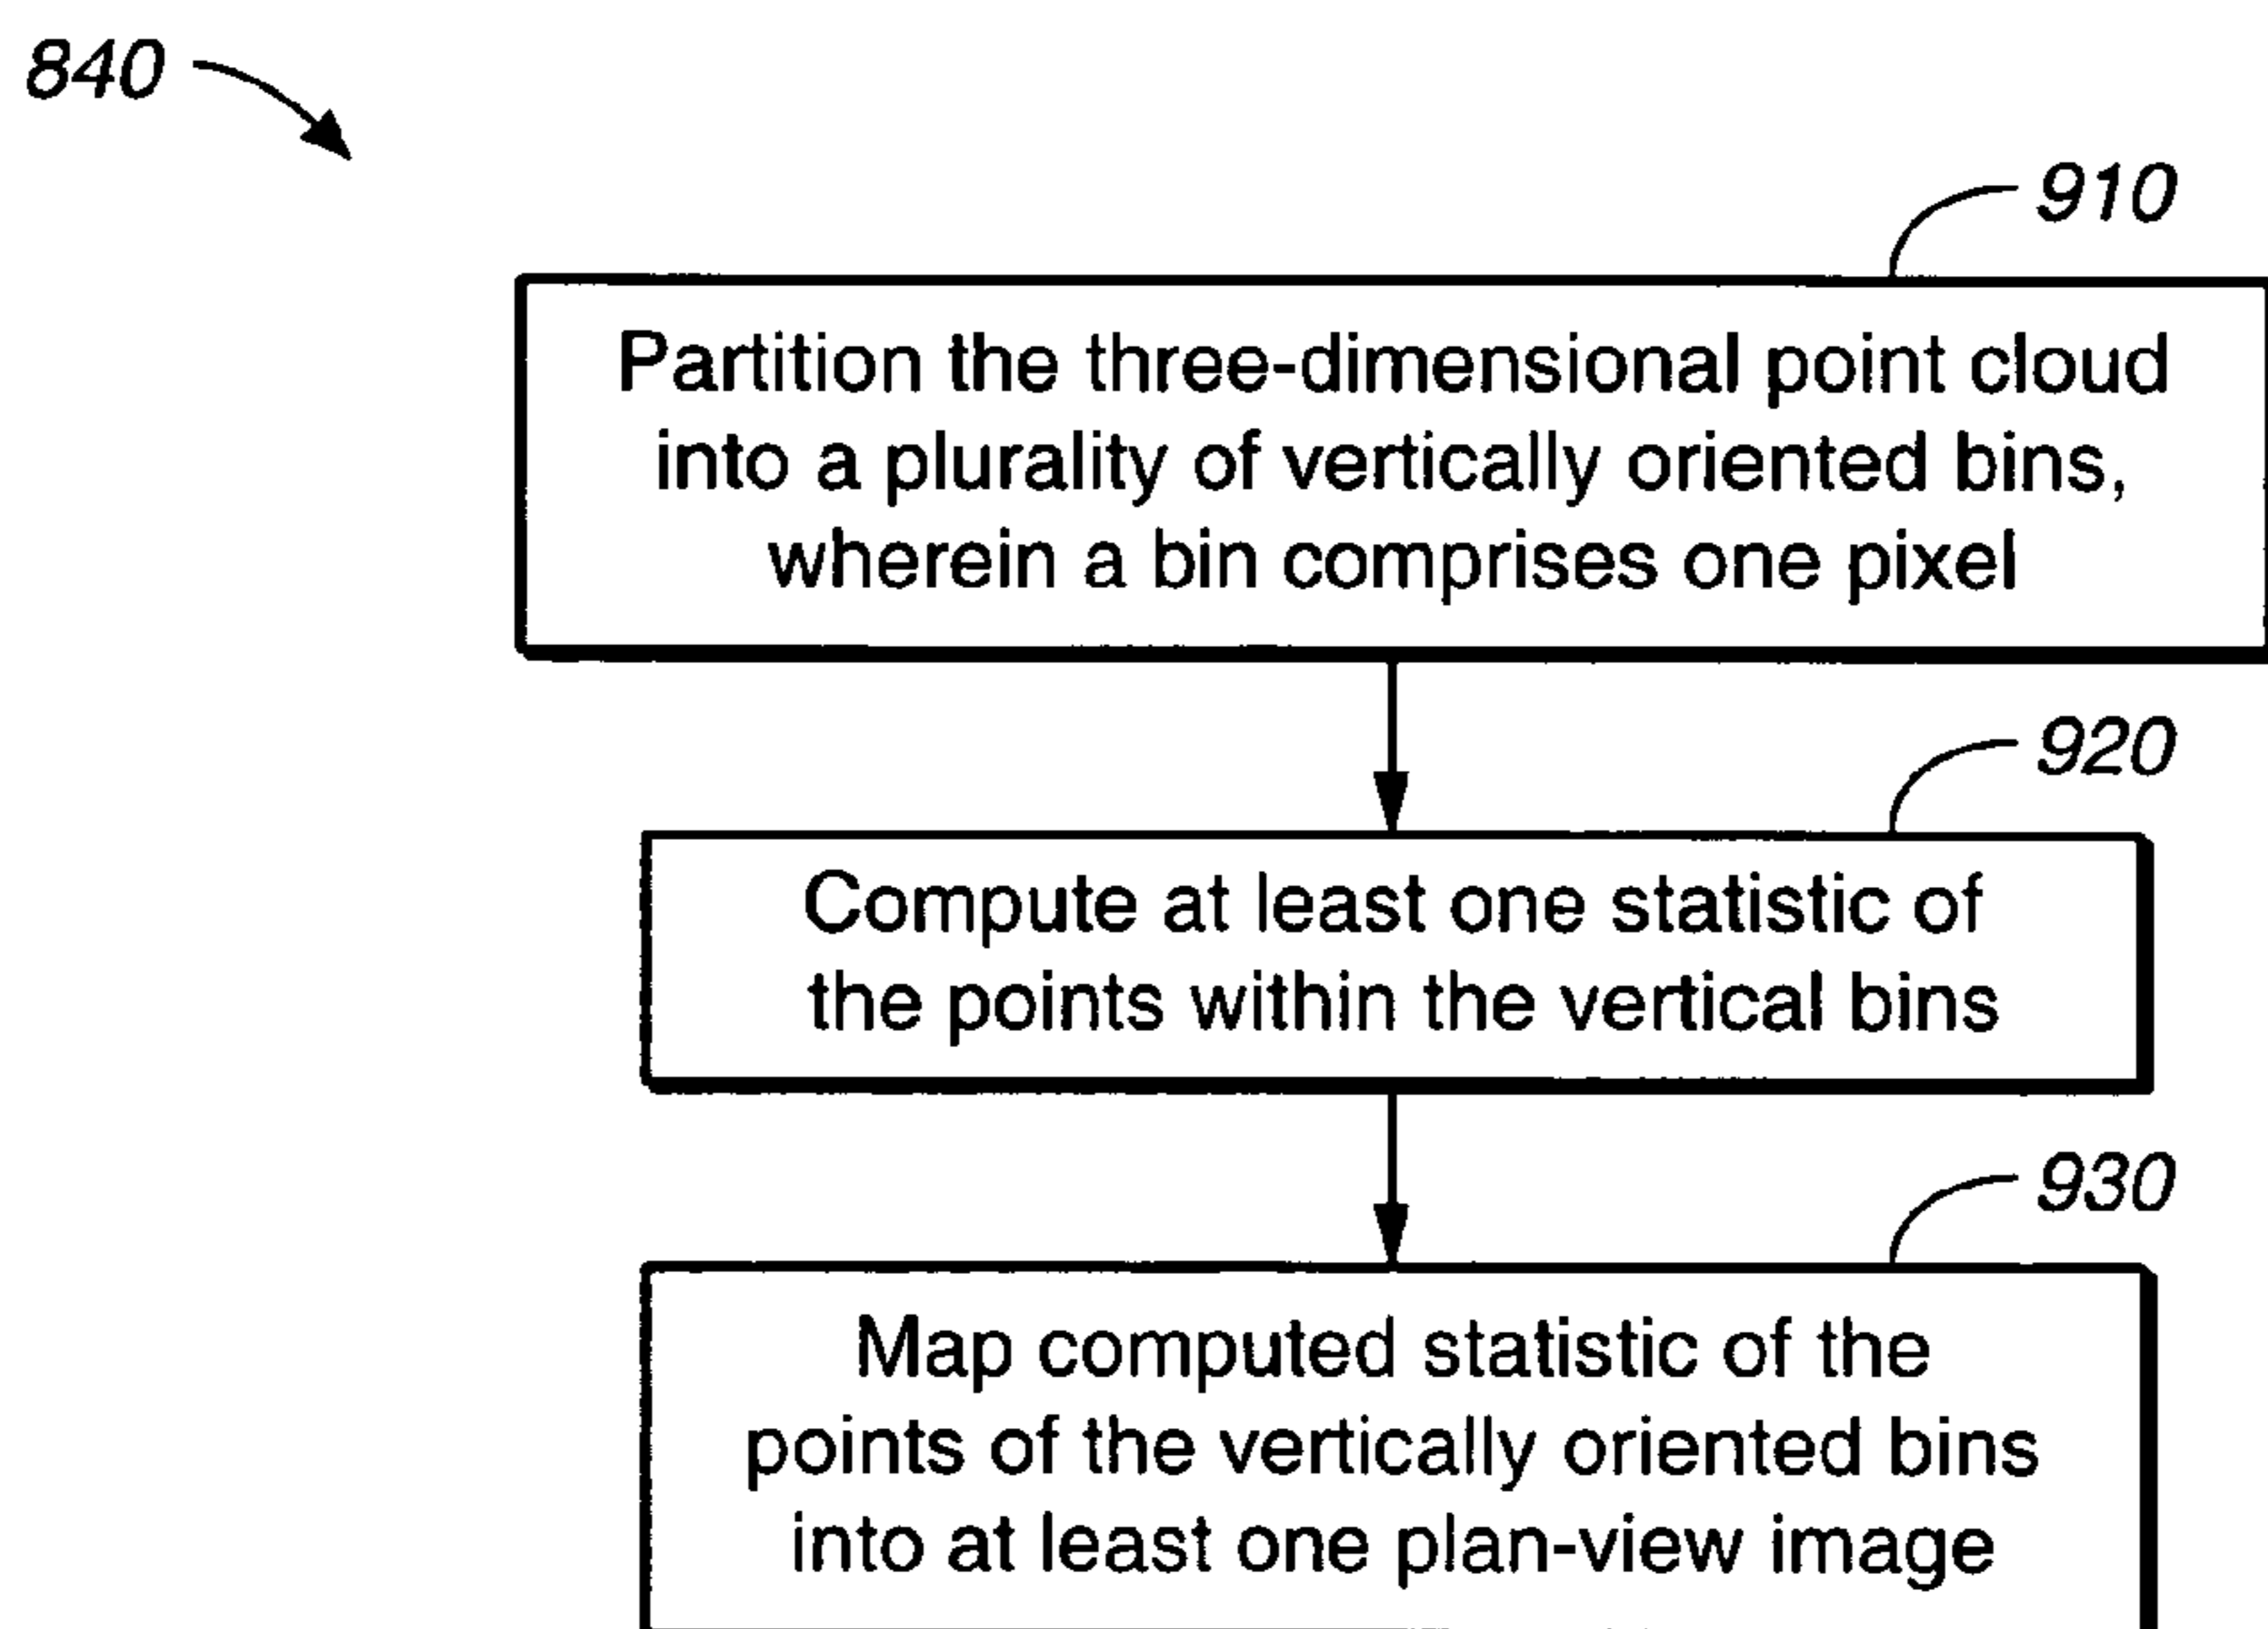 840
910
Partition the three-dimensional point cloud
into a plurality of vertically oriented bins,
wherein a bin comprises one pixel
920
Compute at least one statistic of
the points within the vertical bins
930
Map computed statistic of the
points of the vertically oriented bins
into at least one plan-view image